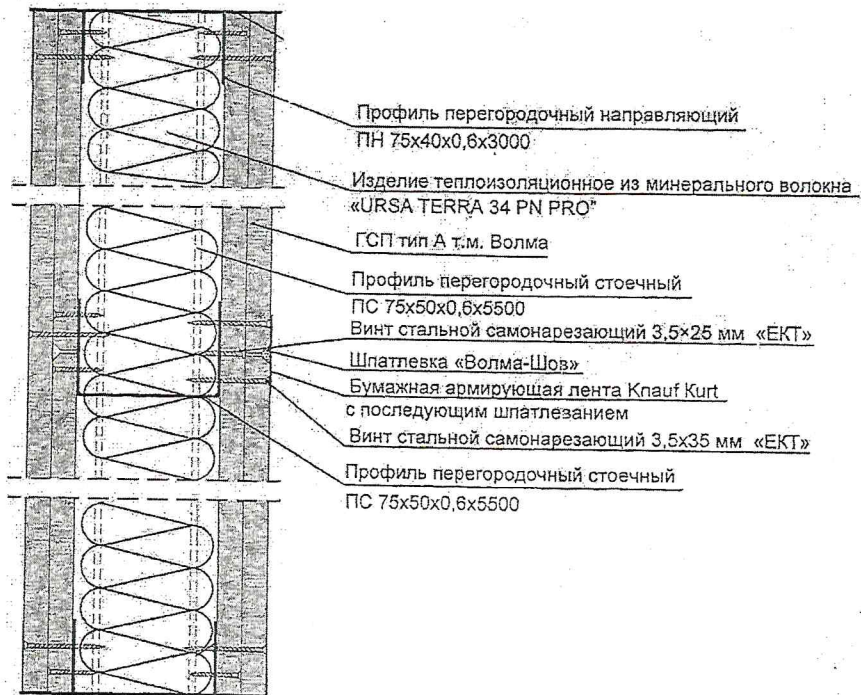 Профиль перегородочный направляющий
ПН 75х40х0,6х3000
Изделие теплоизоляционное из минерального волокна
«URSA TERRA 34 PN PRO"
ГСП тип А т.м. Волма
Профиль перегородочный стоечный
ПС 75х50х0,6х5500
Винт стальной самонарезающий 3,5×25 мм «ЕКТ»
Шпатлевка «Волма-Шов»
Бумажная армирующая лента Knauf Kurt
с последующим шпатлеванием
Винт стальной самонарезающий 3,5х35 мм «ЕКТ»
Профиль перегородочный стоечный
ПС 75х50х0,6х5500